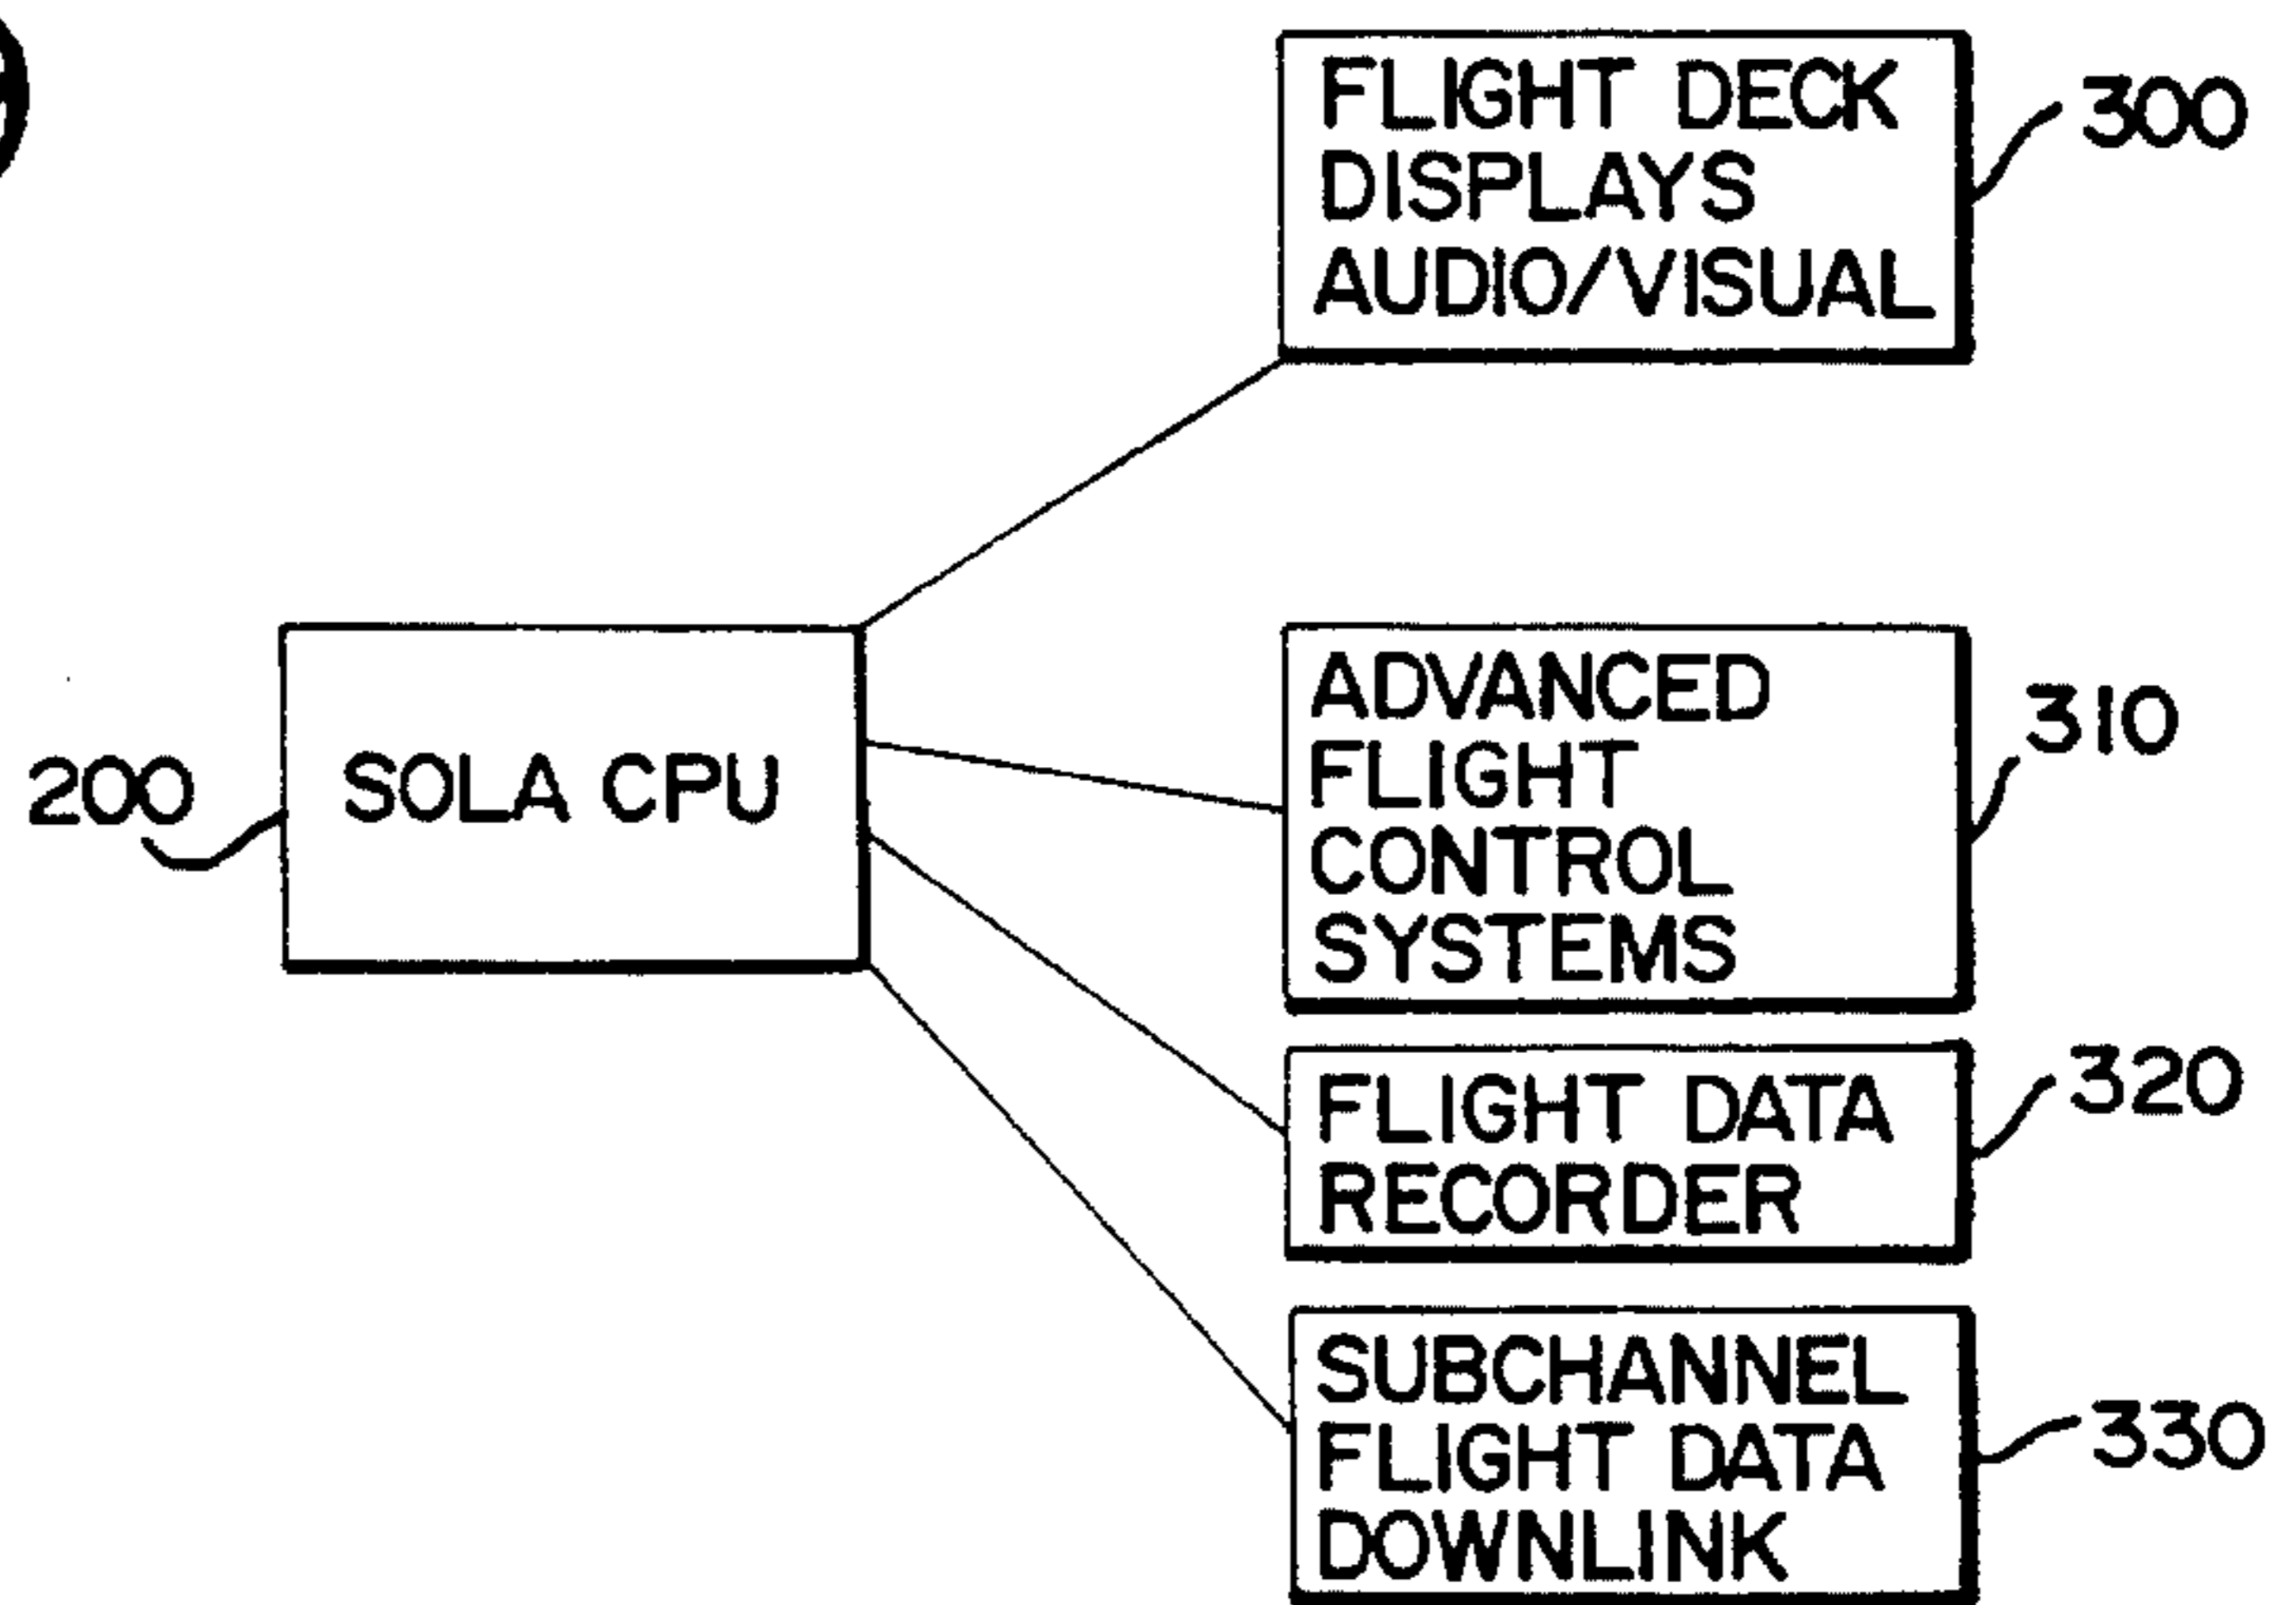 FLIGHT DECK
DISPLAYS
AUDIO/VISUAL
300
200
SOLA CPU
ADVANCED
FLIGHT
CONTROL
SYSTEMS
310
FLIGHT DATA
RECORDER
320
SUBCHANNEL
FLIGHT DATA
DOWNLINK
330